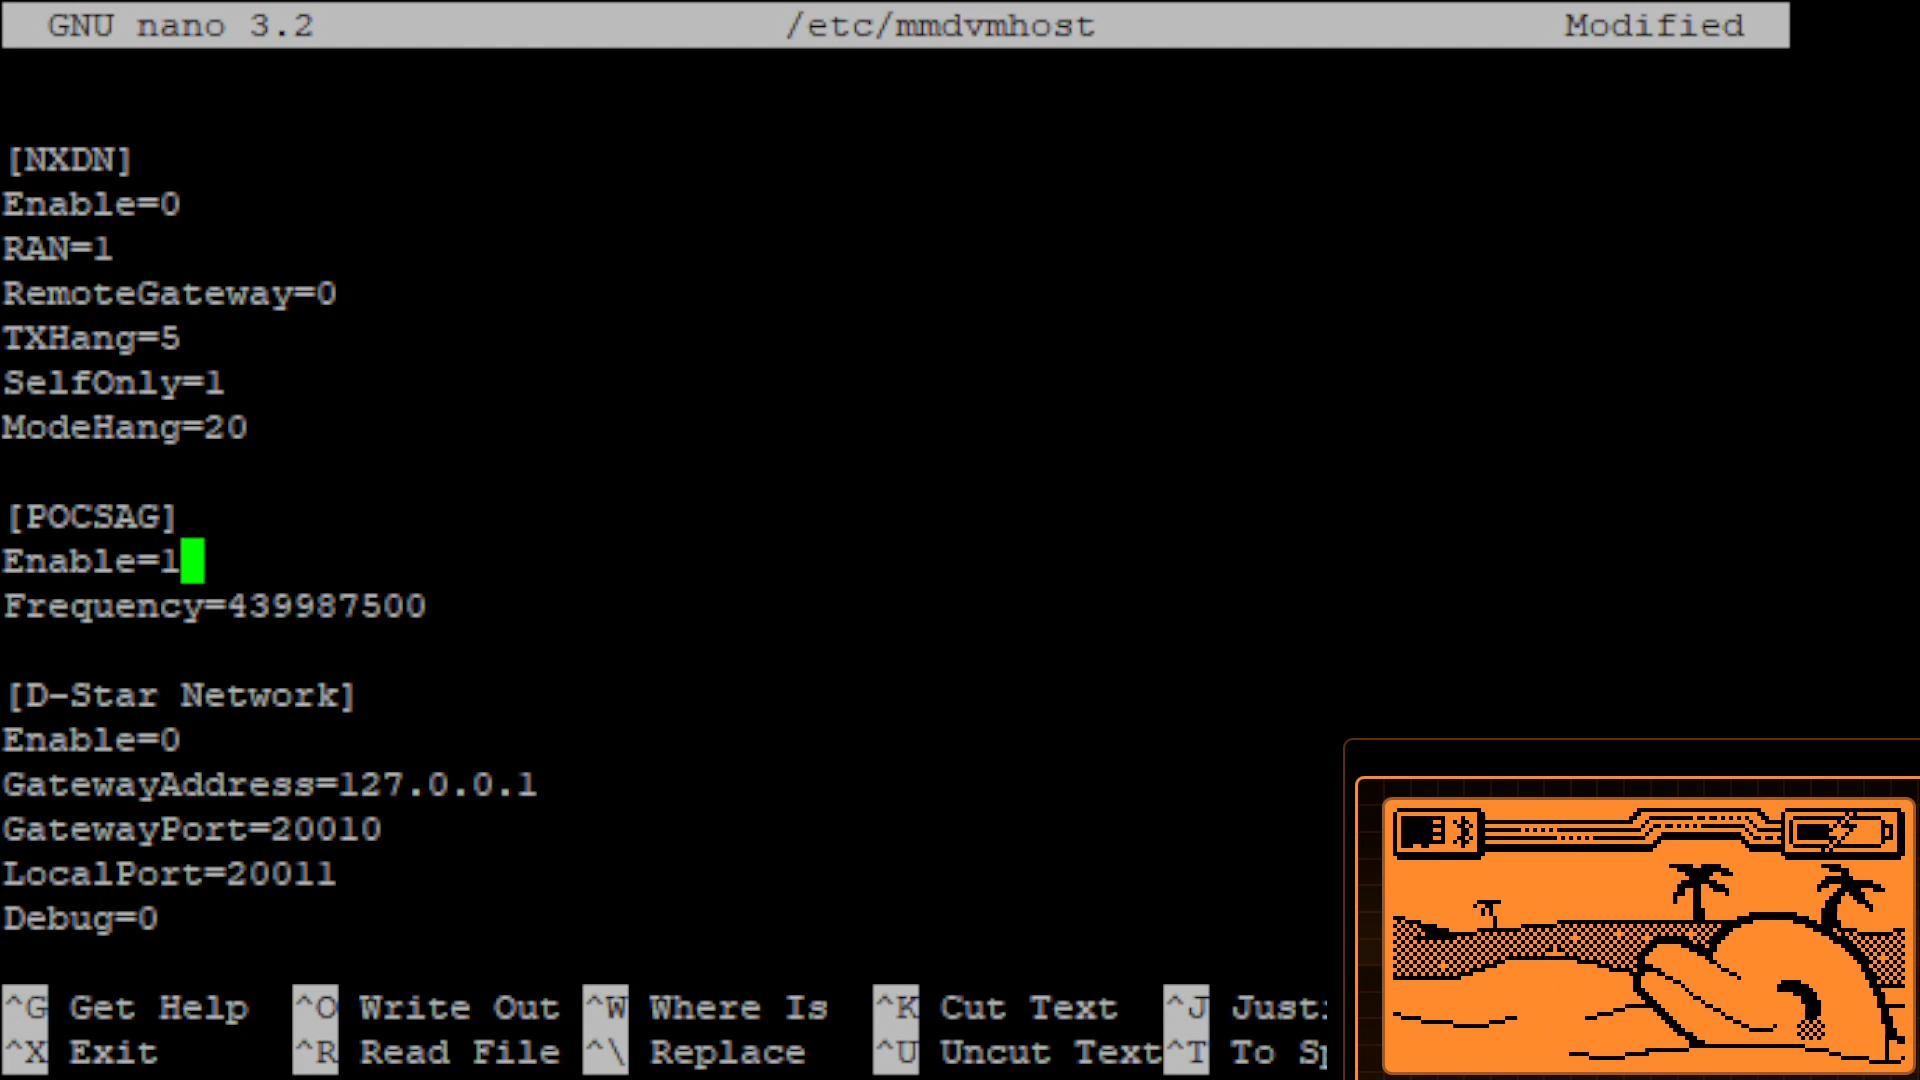 GNU nano 3.2 /etc/mmdvmhost Modified
[NXDN]
Enable=0
RAN=1
RemoteGateway=0
TXHang=5
SelfOnly=1
ModeHang=20
[POCSAG]
Enable=1
Frequency=439987500
[D-Star Network]
Enable=0
GatewayAddress=127.0.0.1
GatewayPort=20010
LocalPort=20011
Debug=0
^G Get Help ^O Write Out ^W Where Is ^K Cut Text ^J
^X Exit ^R Read File ^\ Replace ^U Uncut Text ^T To